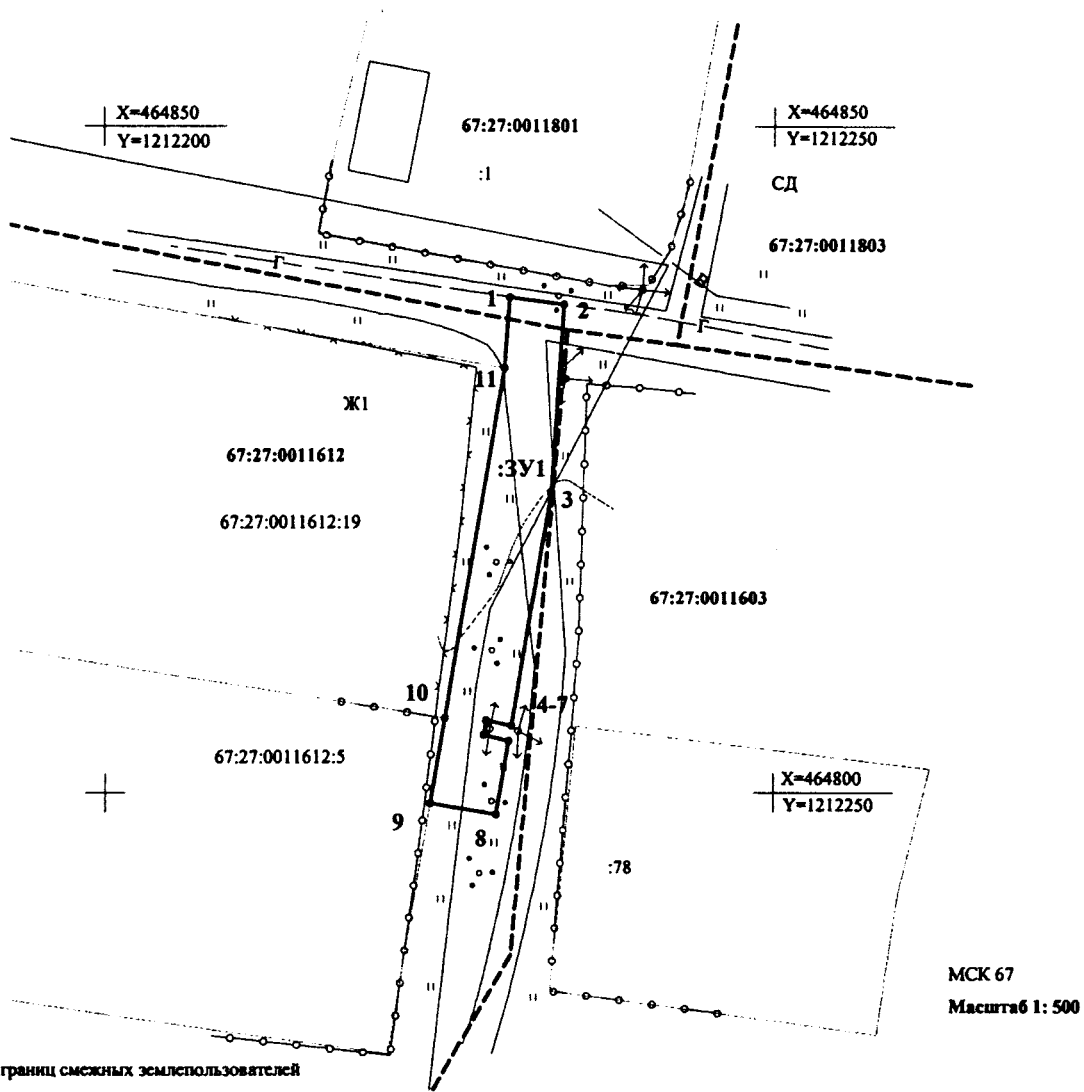 X=464850
Y=1212200
67:27:0011801
:1
X=464850
Y=1212250
СД
67:27:0011803
Г
1
2
Г
11
Ж1
67:27:0011612
:ЗУ1
3
67:27:0011612:19
67:27:0011603
10
4-7
67:27:0011612:5
X=464800
Y=1212250
9
8
:78
МСК 67
Масштаб 1: 500
границ смежных землепользователей